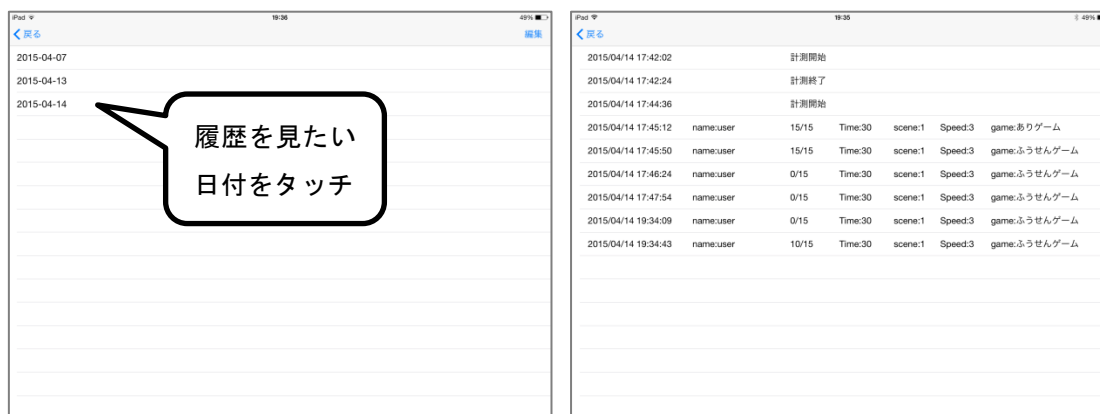 iPad 19:36 49%
戻る 編集
2015-04-07
2015-04-13
2015-04-14
履歴を見たい
日付をタッチ
iPad 19:35 49%
戻る
2015/04/14 17:42:02 計測開始
2015/04/14 17:42:24 計測終了
2015/04/14 17:44:36 計測開始
2015/04/14 17:45:12 name:user 15/15 Time:30 scene:1 Speed:3 game:ありゲーム
2015/04/14 17:45:50 name:user 15/15 Time:30 scene:1 Speed:3 game:ふうせんゲーム
2015/04/14 17:46:24 name:user 0/15 Time:30 scene:1 Speed:3 game:ふうせんゲーム
2015/04/14 17:47:54 name:user 0/15 Time:30 scene:1 Speed:3 game:ふうせんゲーム
2015/04/14 19:34:09 name:user 0/15 Time:30 scene:1 Speed:3 game:ふうせんゲーム
2015/04/14 19:34:43 name:user 10/15 Time:30 scene:1 Speed:3 game:ふうせんゲーム